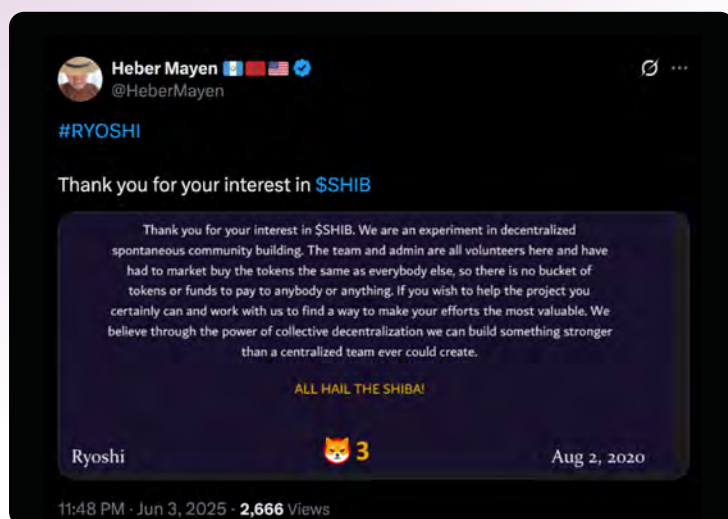 Heber Mayen 🇬🇹🇲🇦🇺🇸
@HeberMayen
#RYOSHI
Thank you for your interest in $SHIB
Thank you for your interest in $SHIB. We are an experiment in decentralized
spontaneous community building. The team and admin are all volunteers here and have
had to market buy the tokens the same as everybody else, so there is no bucket of
tokens or funds to pay to anybody or anything. If you wish to help the project you
certainly can and work with us to find a way to make your efforts the most valuable. We
believe through the power of collective decentralization we can build something stronger
than a centralized team ever could create.
ALL HAIL THE SHIBA!
Ryoshi
3
Aug 2, 2020
11:48 PM · Jun 3, 2025 · 2,666 Views